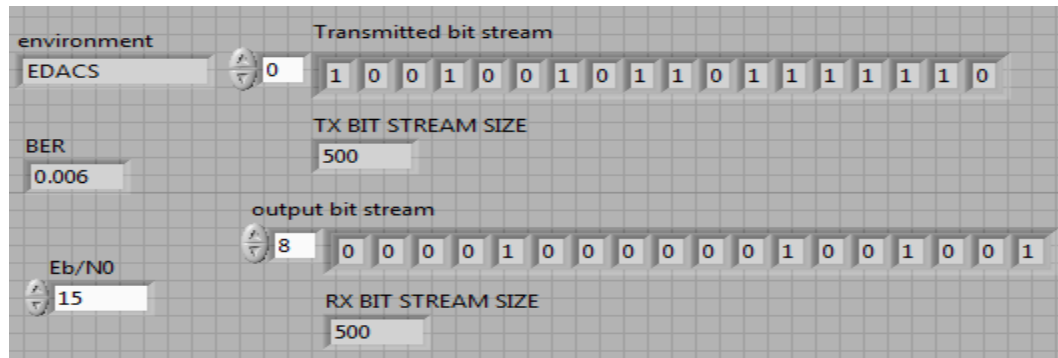 environment
EDACS
Transmitted bit stream
0 1 0 0 1 0 0 1 0 1 1 0 1 1 1 1 1 1 0
BER
0.006
TX BIT STREAM SIZE
500
output bit stream
8 0 0 0 0 1 0 0 0 0 0 0 1 0 0 1 0 0 1
Eb/N0
15
RX BIT STREAM SIZE
500